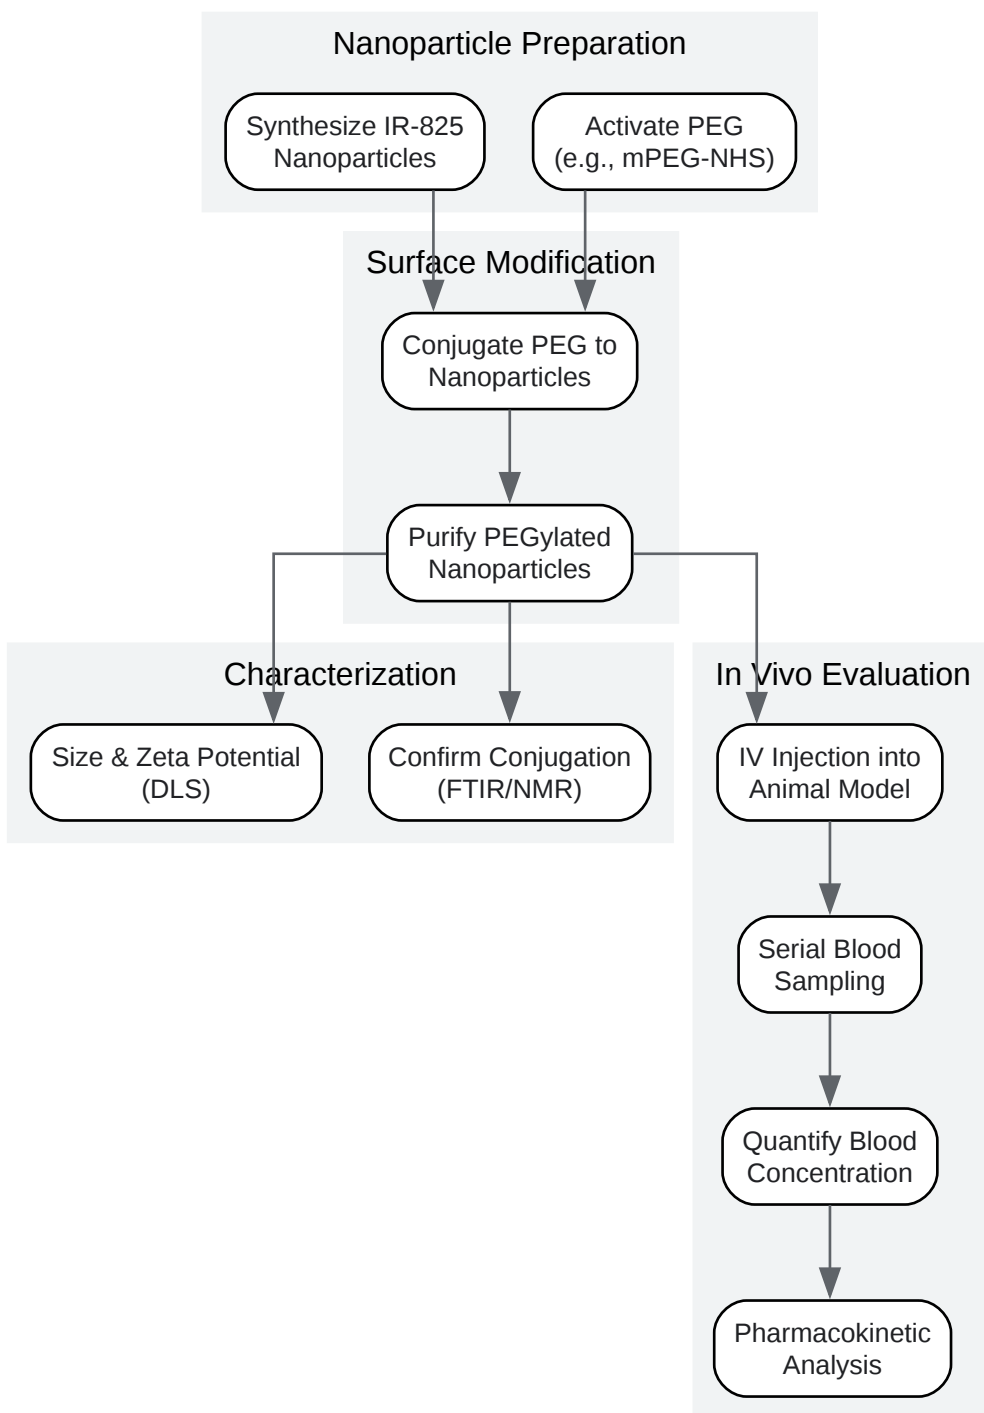 Nanoparticle Preparation
Synthesize IR-825
Nanoparticles
Activate PEG
(e.g., mPEG-NHS)
Surface Modification
Conjugate PEG to
Nanoparticles
Purify PEGylated
Nanoparticles
Characterization
Size & Zeta Potential
(DLS)
Confirm Conjugation
(FTIR/NMR)
In Vivo Evaluation
IV Injection into
Animal Model
Serial Blood
Sampling
Quantify Blood
Concentration
Pharmacokinetic
Analysis